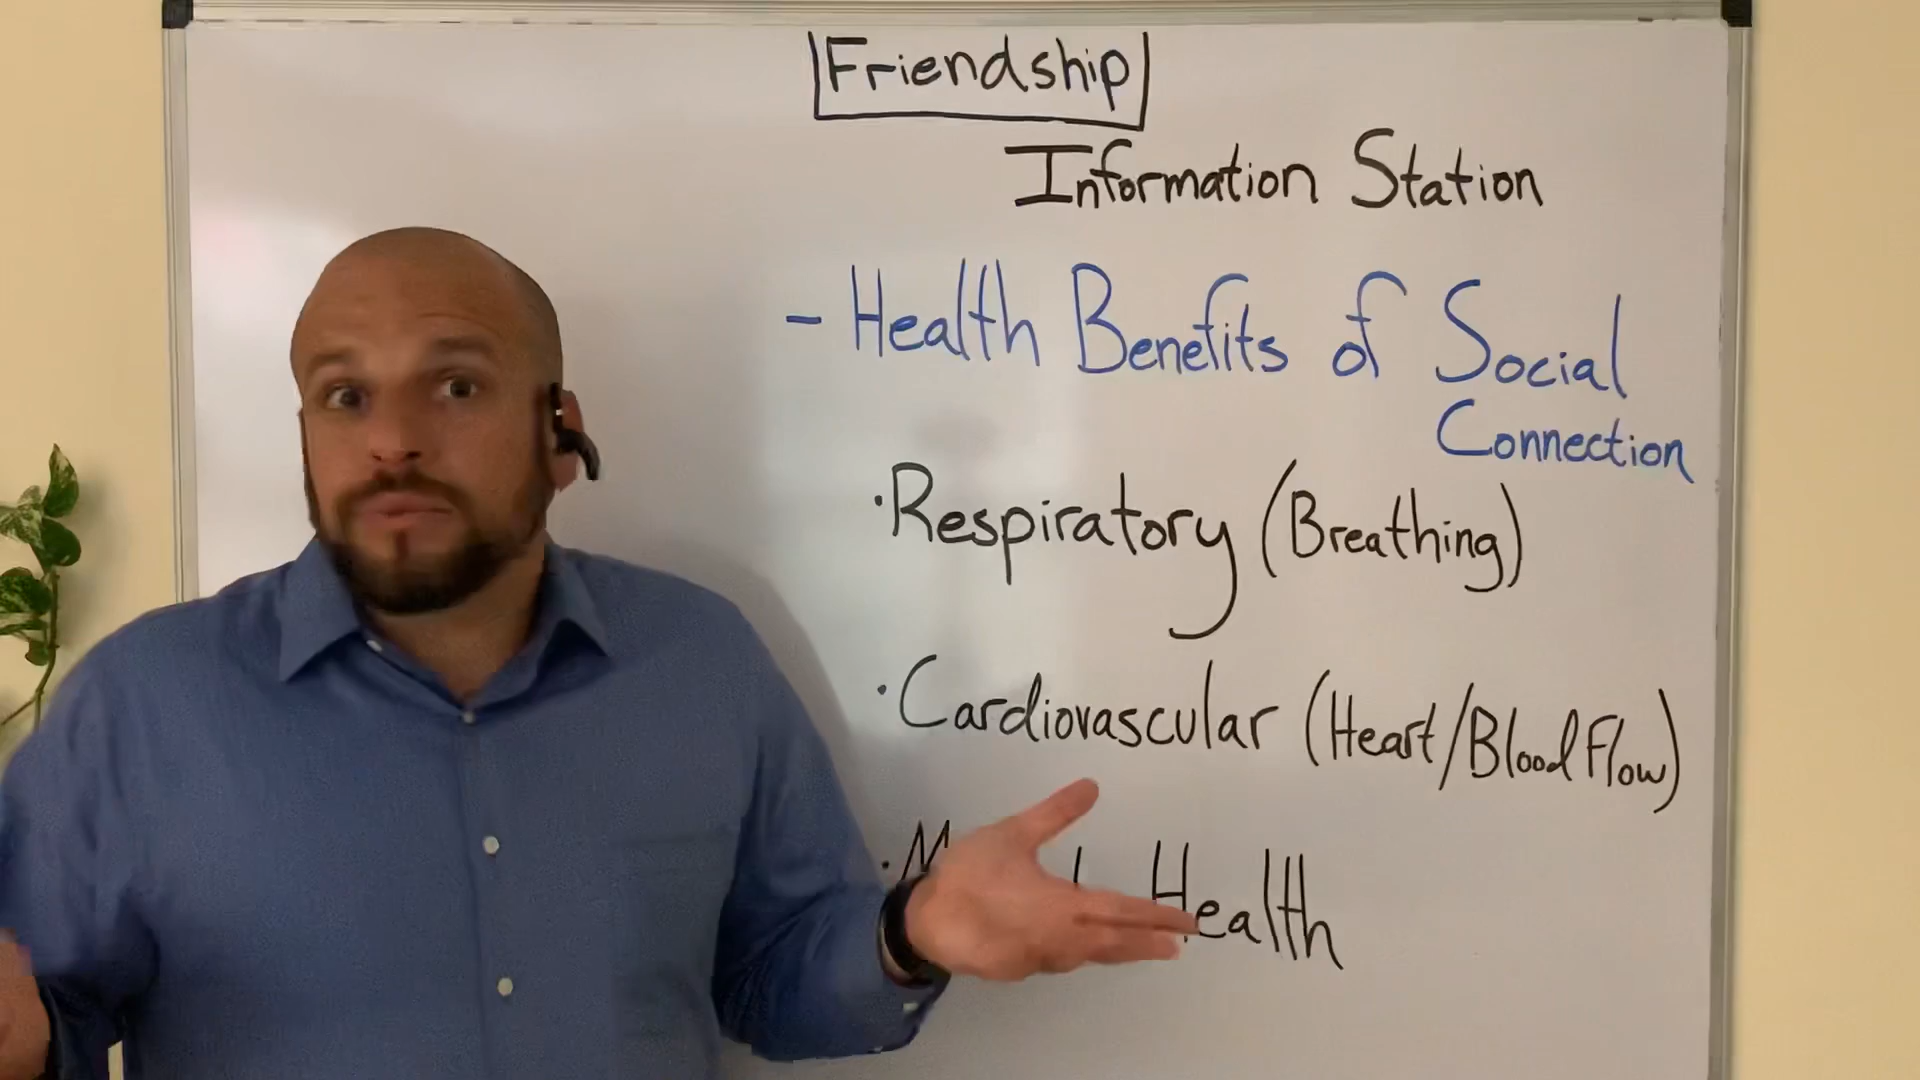 Friendship
Information Station
- Health Benefits of Social
Connection
· Respiratory (Breathing)
· Cardiovascular (Heart/Blood Flow)
· Health